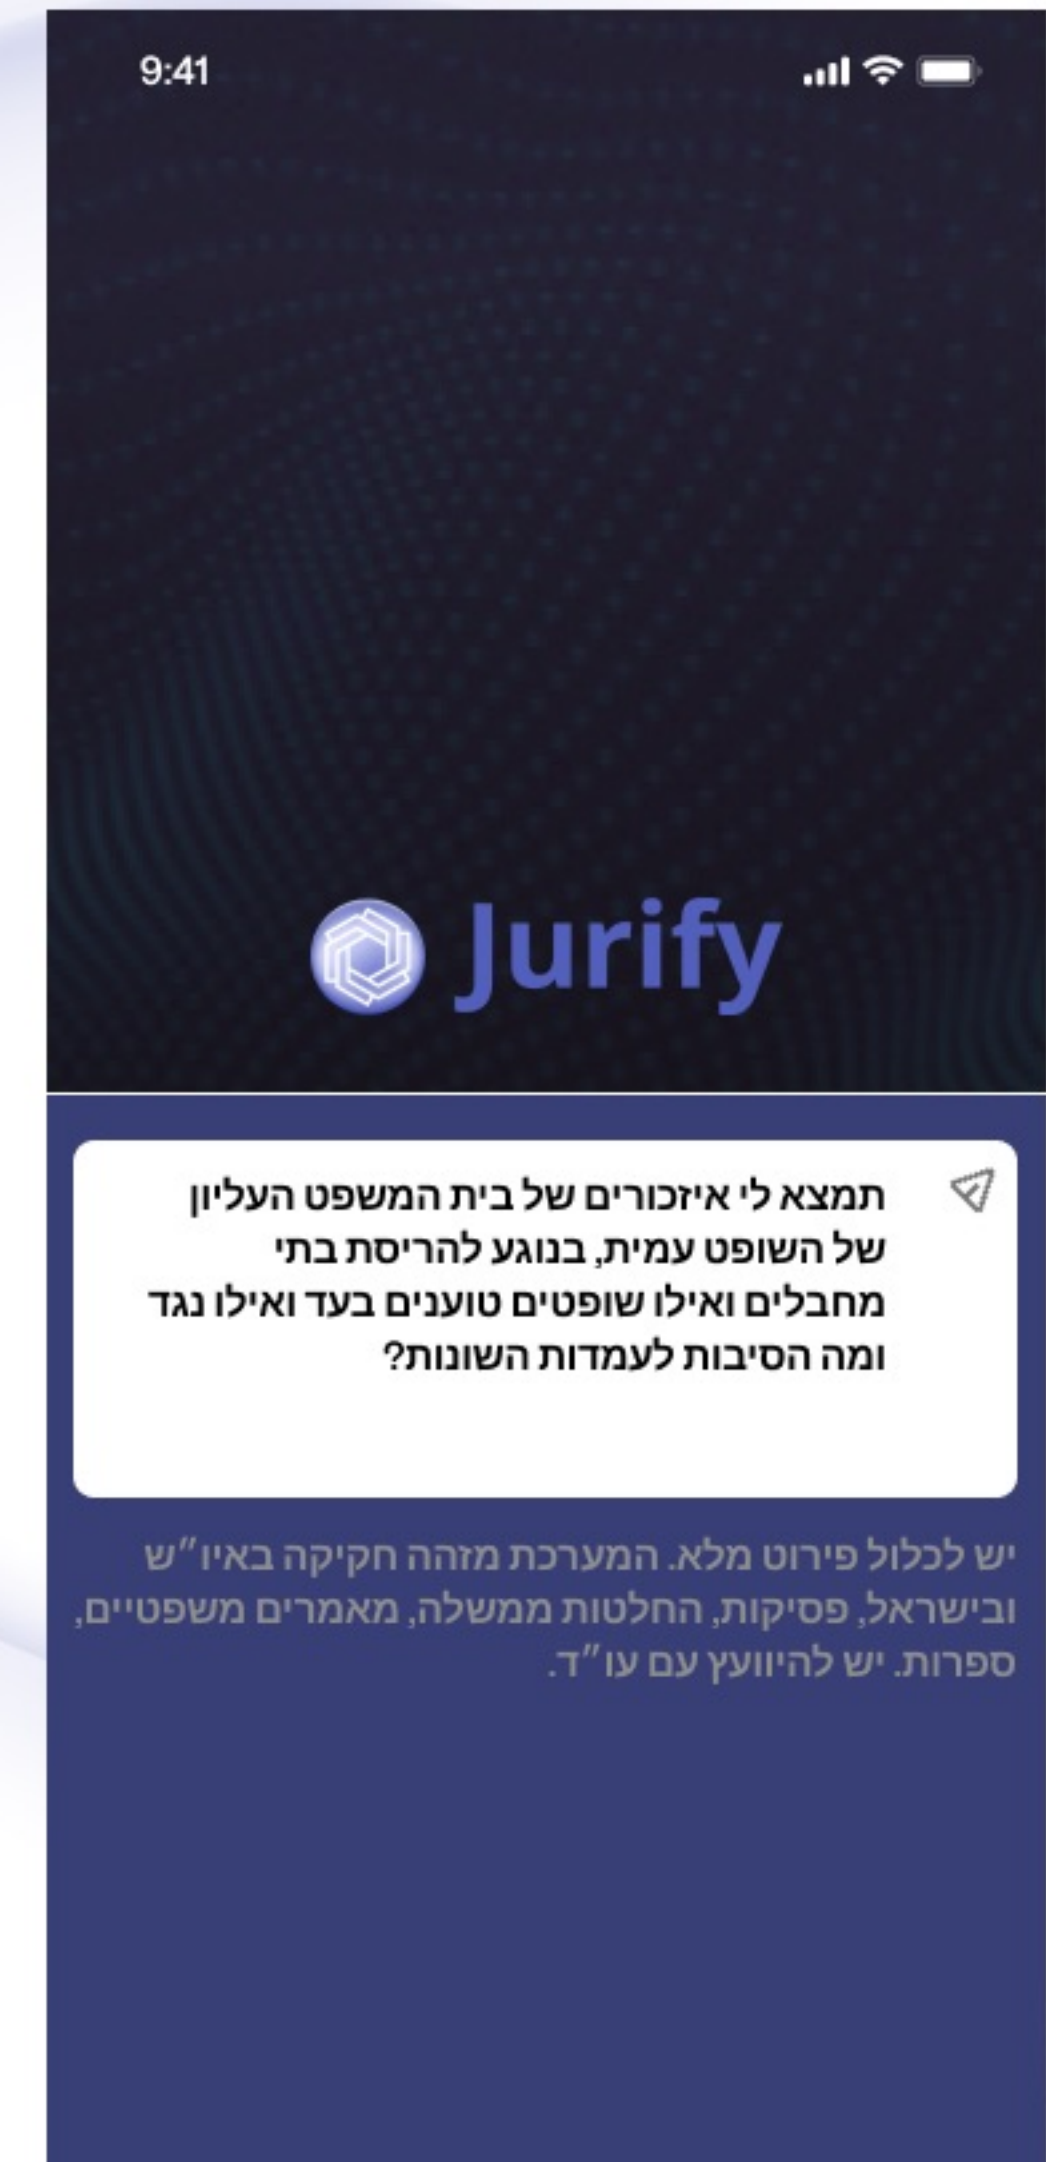 9:41
Jurify
תמצא לי איזכורים של בית המשפט העליון
של השופט עמית, בנוגע להריסת בתי
מחבלים ואילו שופטים טוענים בעד ואילו נגד
ומה הסיבות לעמדות השונות?
יש לכלול פירוט מלא. המערכת מזהה חקיקה באיו״ש
ובישראל, פסיקות, החלטות ממשלה, מאמרים משפטיים,
ספרות. יש להיוועץ עם עו״ד.